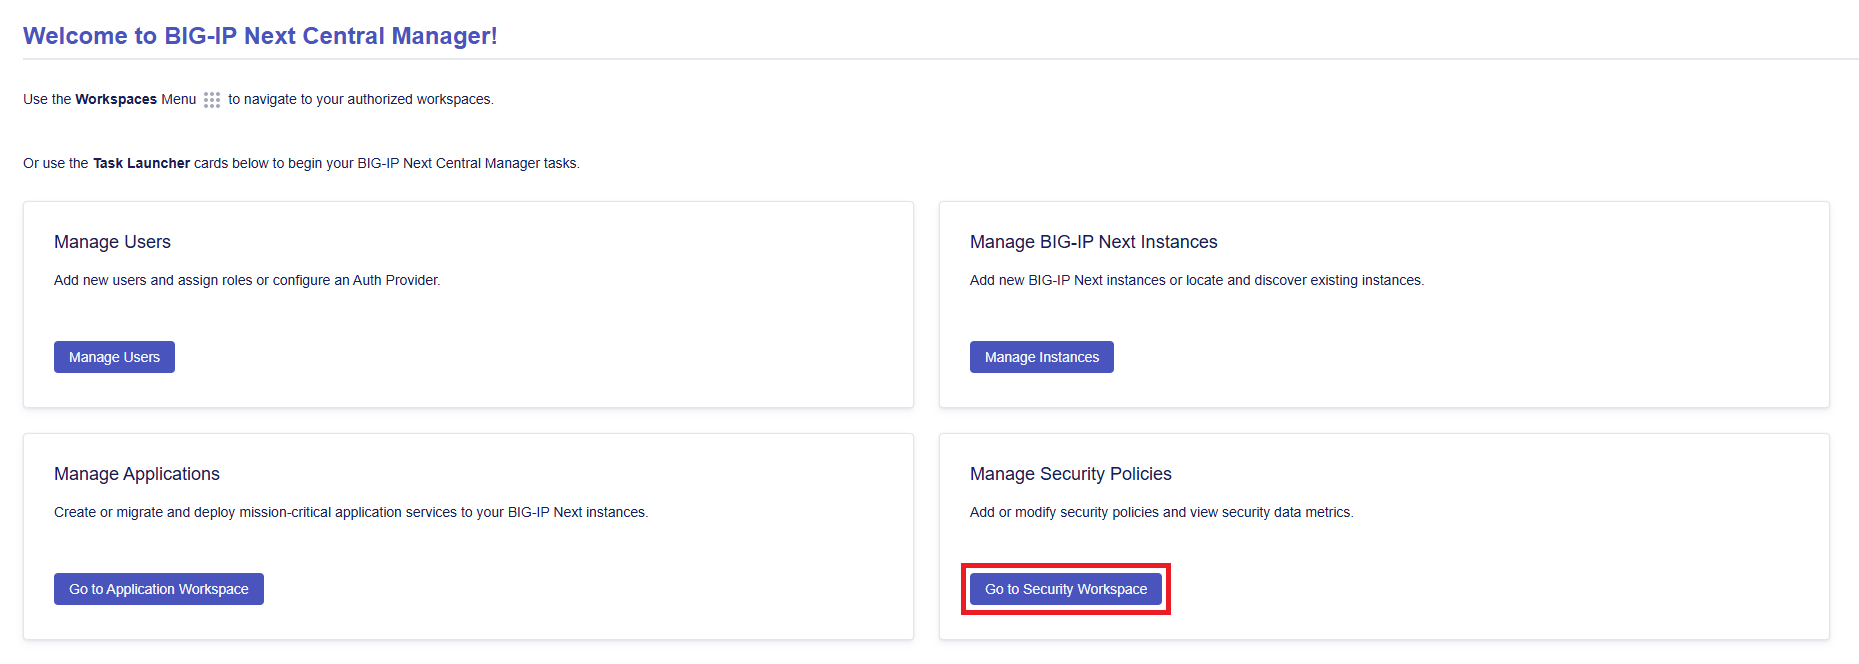 Welcome to BIG-IP Next Central Manager!
Use the Workspaces Menu to navigate to your authorized workspaces.
Or use the Task Launcher cards below to begin your BIG-IP Next Central Manager tasks.
Manage Users
Add new users and assign roles or configure an Auth Provider.
Manage Users
Manage BIG-IP Next Instances
Add new BIG-IP Next instances or locate and discover existing instances.
Manage Instances
Manage Applications
Create or migrate and deploy mission-critical application services to your BIG-IP Next instances.
Go to Application Workspace
Manage Security Policies
Add or modify security policies and view security data metrics.
Go to Security Workspace